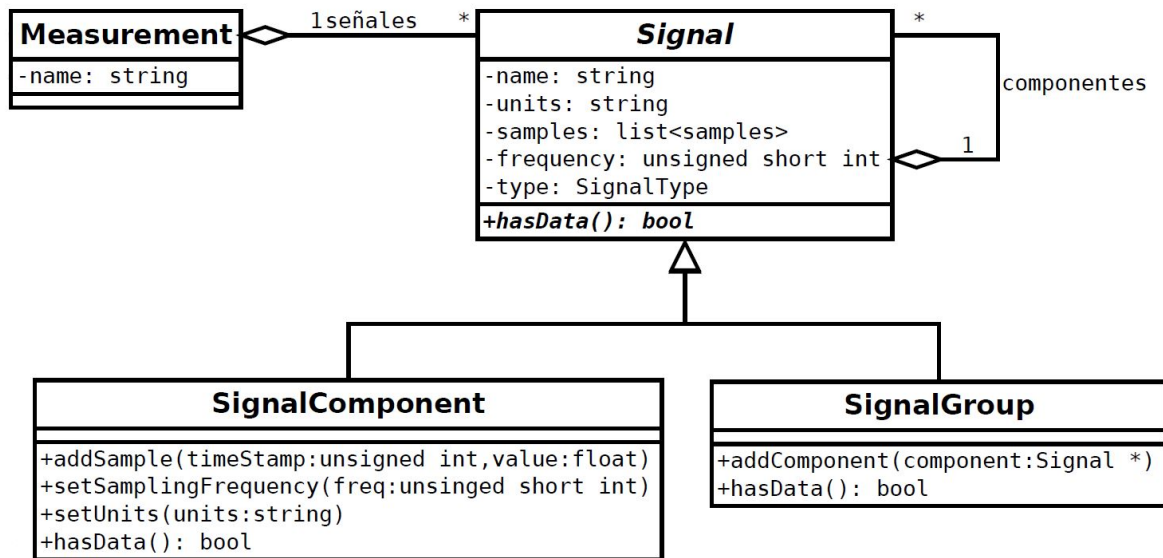 Measurement
-name: string
1 señales *
Signal
-name: string
-units: string
-samples: list<samples>
-frequency: unsigned short int
-type: SignalType
+hasData(): bool
*
componentes
1
SignalComponent
+addSample(timeStamp:unsigned int,value:float)
+setSamplingFrequency(freq:unsinged short int)
+setUnits(units:string)
+hasData(): bool
SignalGroup
+addComponent(component:Signal *)
+hasData(): bool